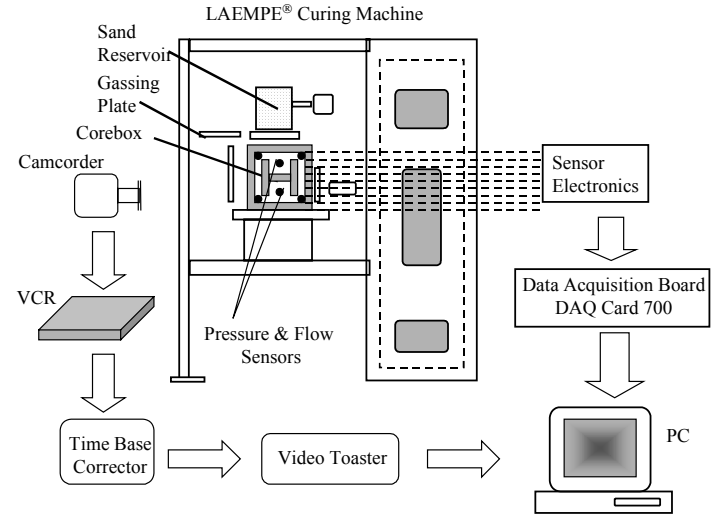 LAEMPE® Curing Machine
Sand
Reservoir
Gassing
Plate
Corebox
Camcorder
Sensor
Electronics
VCR
Data Acquisition Board
DAQ Card 700
Pressure & Flow
Sensors
Time Base
Corrector
Video Toaster
PC